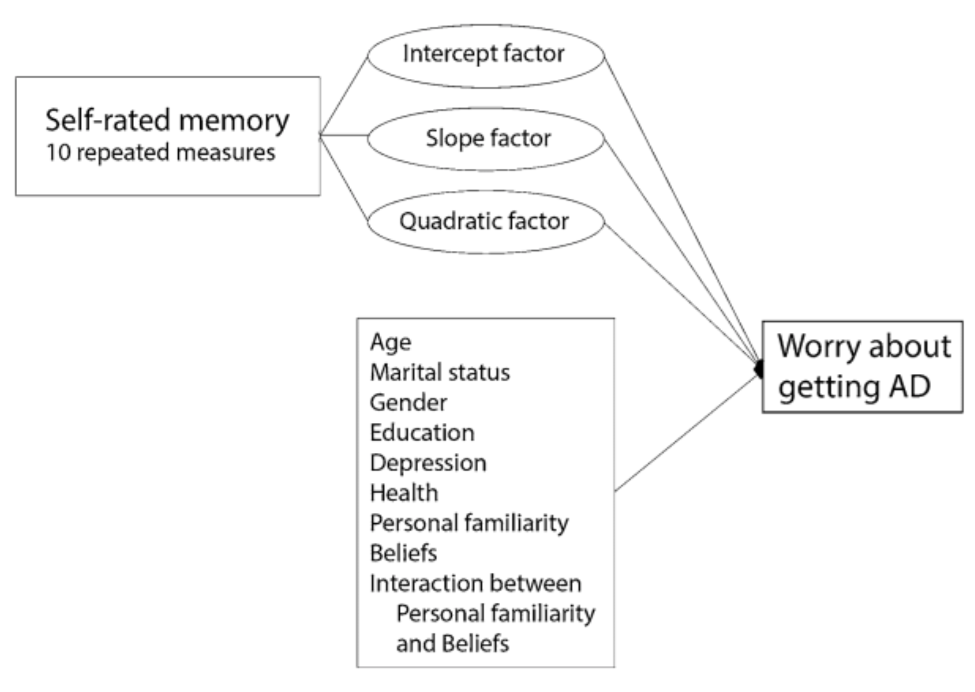 Intercept factor
Self-rated memory
10 repeated measures
Slope factor
Quadratic factor
Age
Marital status
Gender
Education
Depression
Health
Personal familiarity
Beliefs
Interaction between
Personal familiarity
and Beliefs
Worry about
getting AD